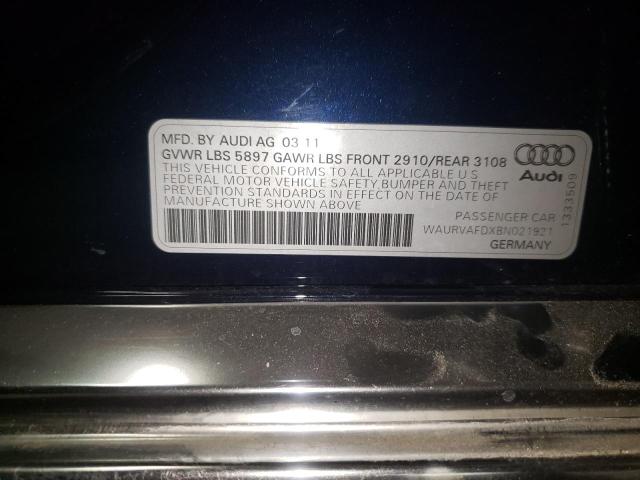 MFD. BY AUDI AG 03 11
GVWR LBS 5897 GAWR LBS FRONT 2910/REAR 3108
THIS VEHICLE CONFORMS TO ALL APPLICABLE U S
FEDERAL MOTOR VEHICLE SAFETY,BUMPER AND THEFT
PREVENTION STANDARDS IN EFFECT ON THE DATE OF
MANUFACTURE SHOWN ABOVE
Audi
1333509
PASSENGER CAR
WAURVAFDXBN021921
GERMANY